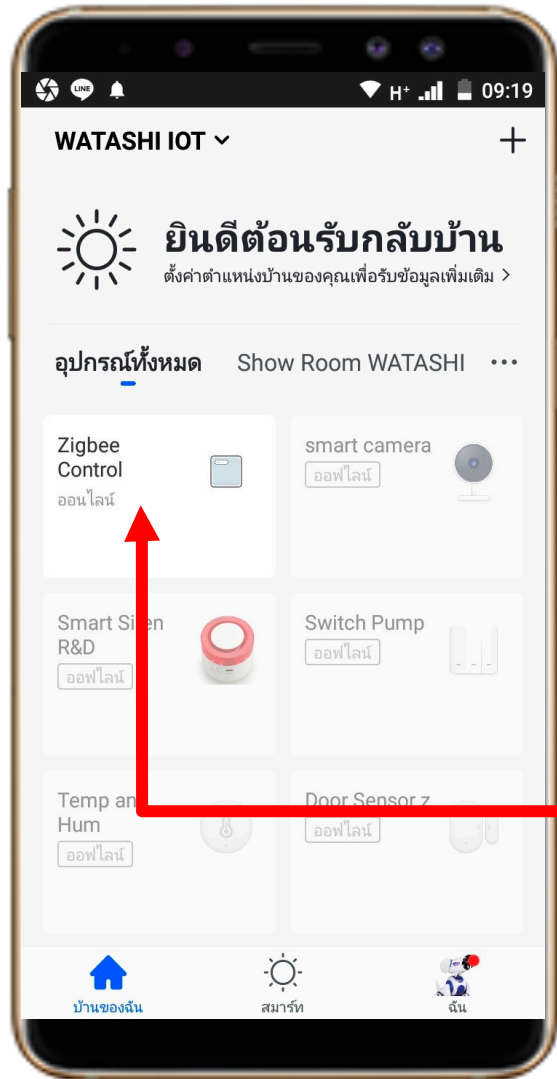 LINE
H+ 09:19
WATASHI IOT
ยินดีต้อนรับกลับบ้าน
ตั้งค่าตำแหน่งบ้านของคุณเพื่อรับข้อมูลเพิ่มเติม >
อุปกรณ์ทั้งหมด Show Room WATASHI ...
Zigbee
Control
ออนไลน์
smart camera
ออฟไลน์
Smart Siren
R&D
ออฟไลน์
Switch Pump
ออฟไลน์
Temp an
Hum
ออฟไลน์
Door Sensor z
ออฟไลน์
บ้านของฉัน
สมาร์ท
ฉัน